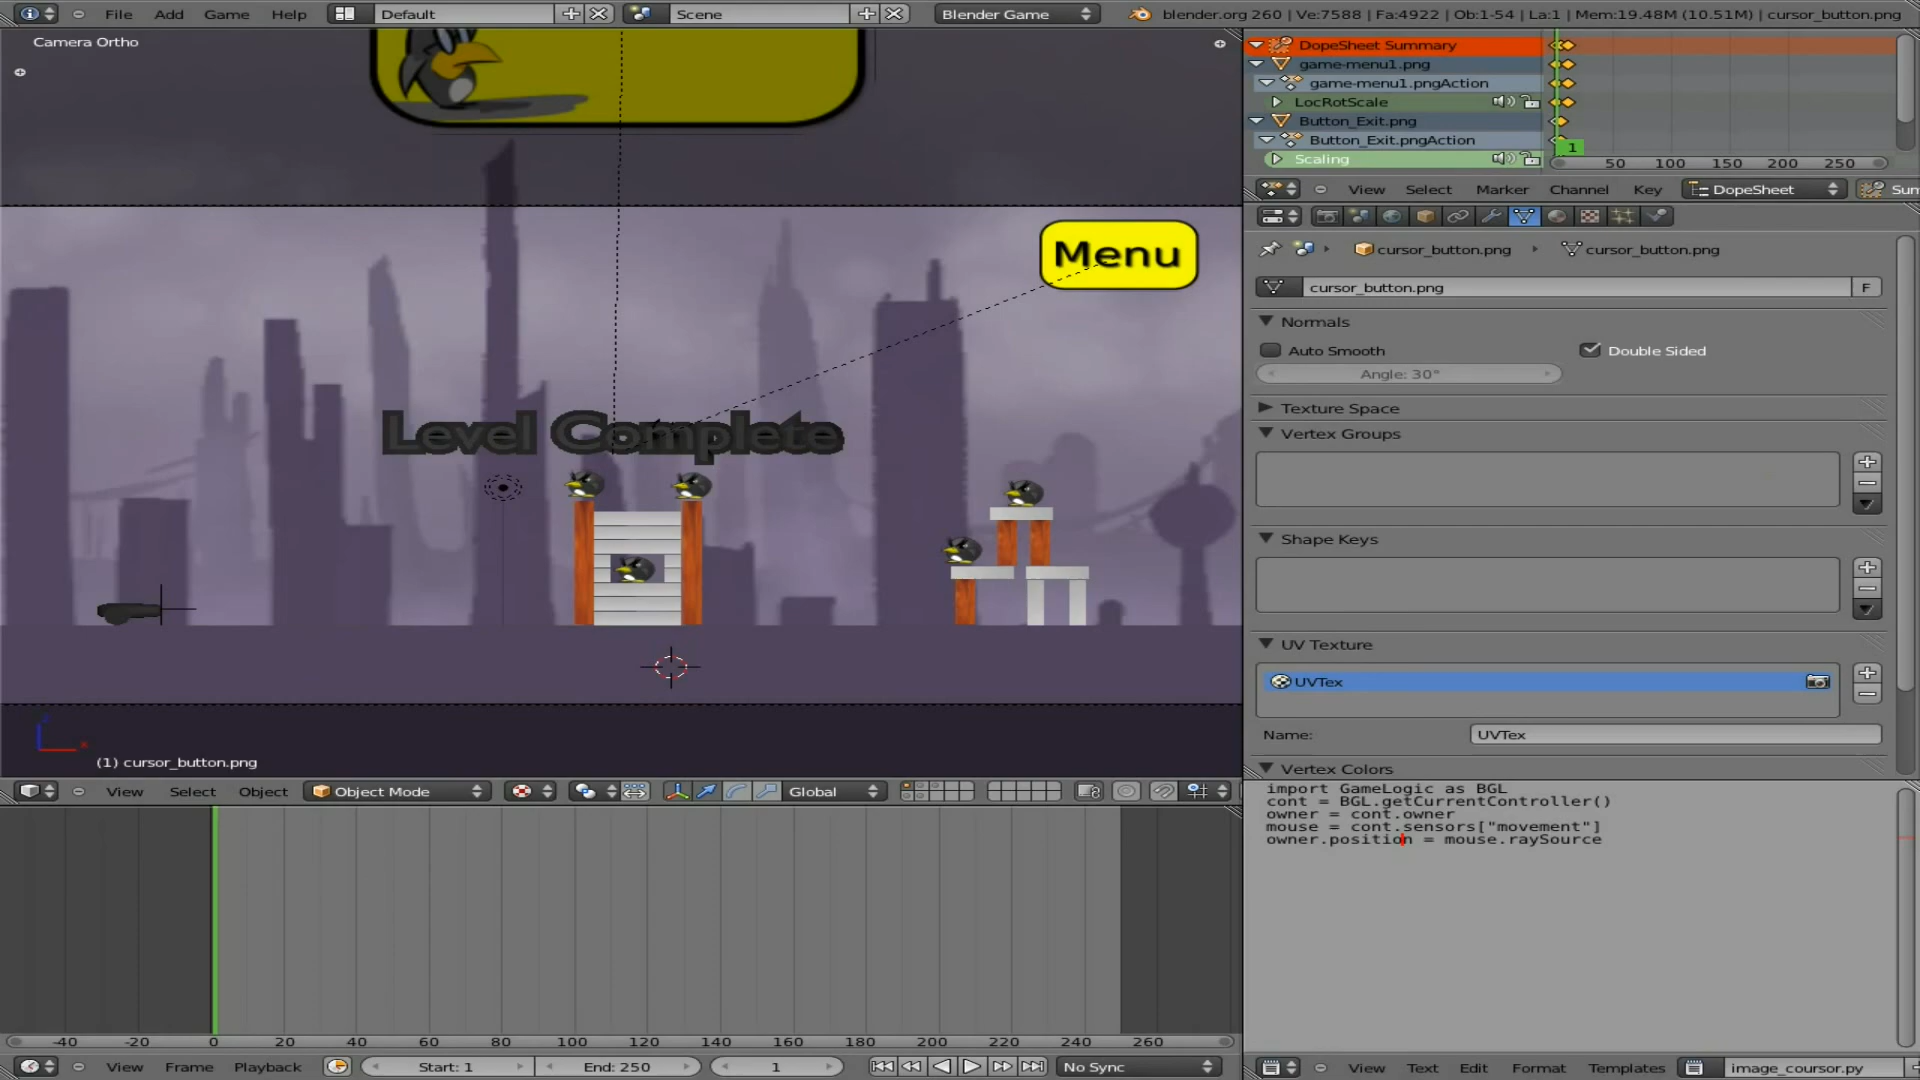 File Add Game Help Default Scene Blender Game blender.org 260 | Ve:7588 | Fa:4922 | Ob:1-54 | La:1 | Mem:19.48M (10.51M) | cursor_button.png
Camera Ortho
Menu
Level Complete
(1) cursor_button.png
View Select Object Object Mode Global
-40 -20 0 20 40 60 80 100 120 140 160 180 200 220 240 260
View Frame Playback Start: 1 End: 250 1 No Sync
DopeSheet Summary
game-menu1.png
game-menu1.pngAction
LocRotScale
Button_Exit.png
Button_Exit.pngAction
Scaling
1
50 100 150 200 250
View Select Marker Channel Key DopeSheet Sum
cursor_button.png cursor_button.png
cursor_button.png F
Normals
Auto Smooth Double Sided
Angle: 30°
Texture Space
Vertex Groups
Shape Keys
UV Texture
UVTex
Name: UVTex
Vertex Colors
import GameLogic as BGL
cont = BGL.getCurrentController()
owner = cont.owner
mouse = cont.sensors["movement"]
owner.position = mouse.raySource
View Text Edit Format Templates image_coursor.py